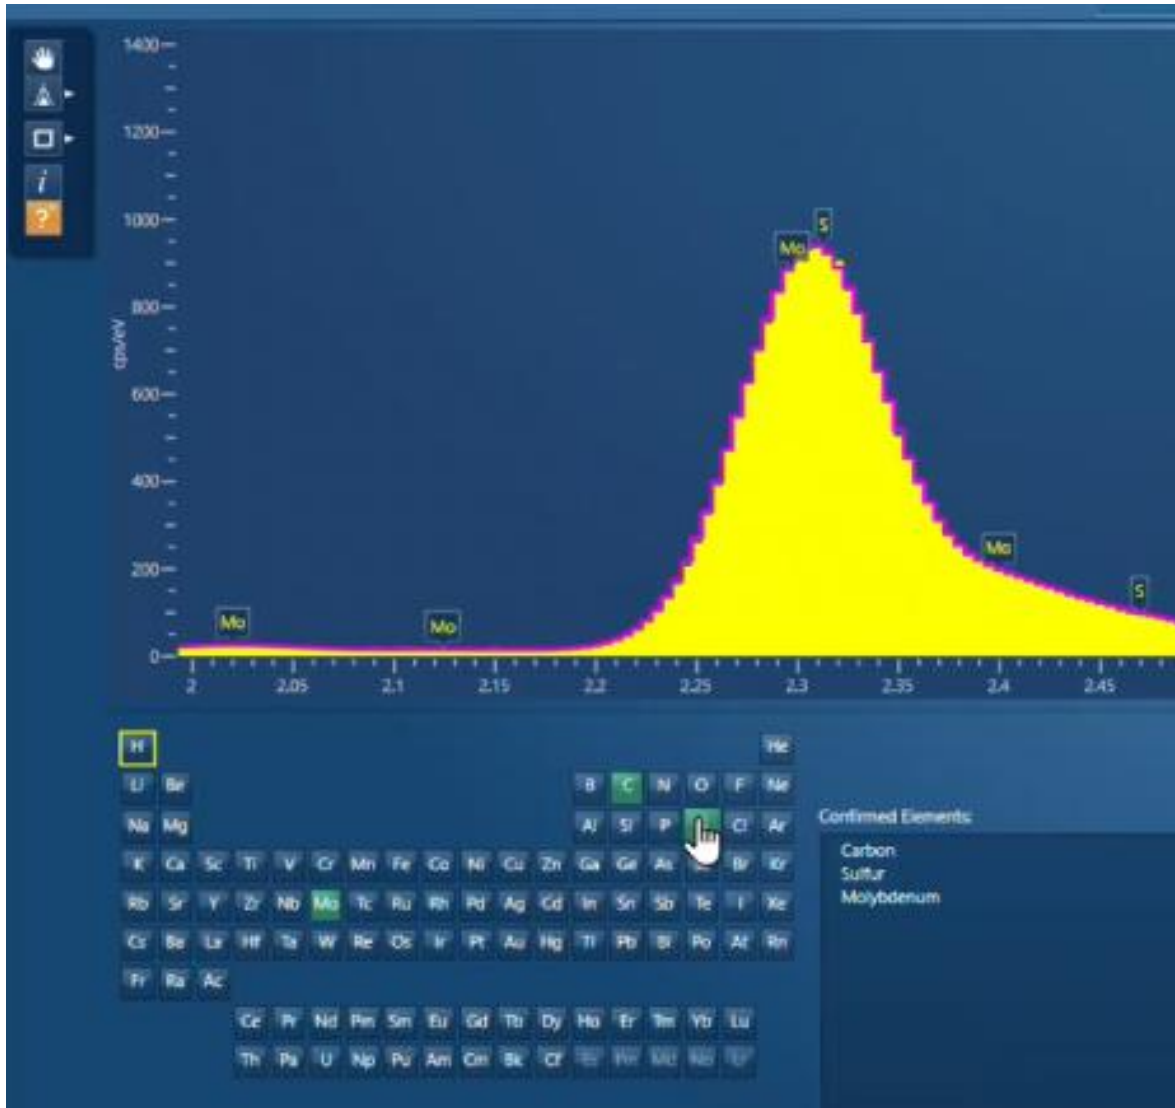 1400
1200
1000
800
600
400
200
0
cps/eV
Mo
S
Mo
Mo
Mo
S
2 2.05 2.1 2.15 2.2 2.25 2.3 2.35 2.4 2.45
i
?
H He
Li Be B C N O F Ne
Na Mg Al Si P Cl Ar
K Ca Sc Ti V Cr Mn Fe Co Ni Cu Zn Ga Ge As Br Kr
Rb Sr Y Zr Nb Mo Tc Ru Rh Pd Ag Cd In Sn Sb Te I Xe
Cs Ba La Hf Ta W Re Os Ir Pt Au Hg Tl Pb Bi Po At Rn
Fr Ra Ac
Ce Pr Nd Pm Sm Eu Gd Tb Dy Ho Er Tm Yb Lu
Th Pa U Np Pu Am Cm Bk Cf Es Fm Md No Lr
Confirmed Elements:
Carbon
Sulfur
Molybdenum